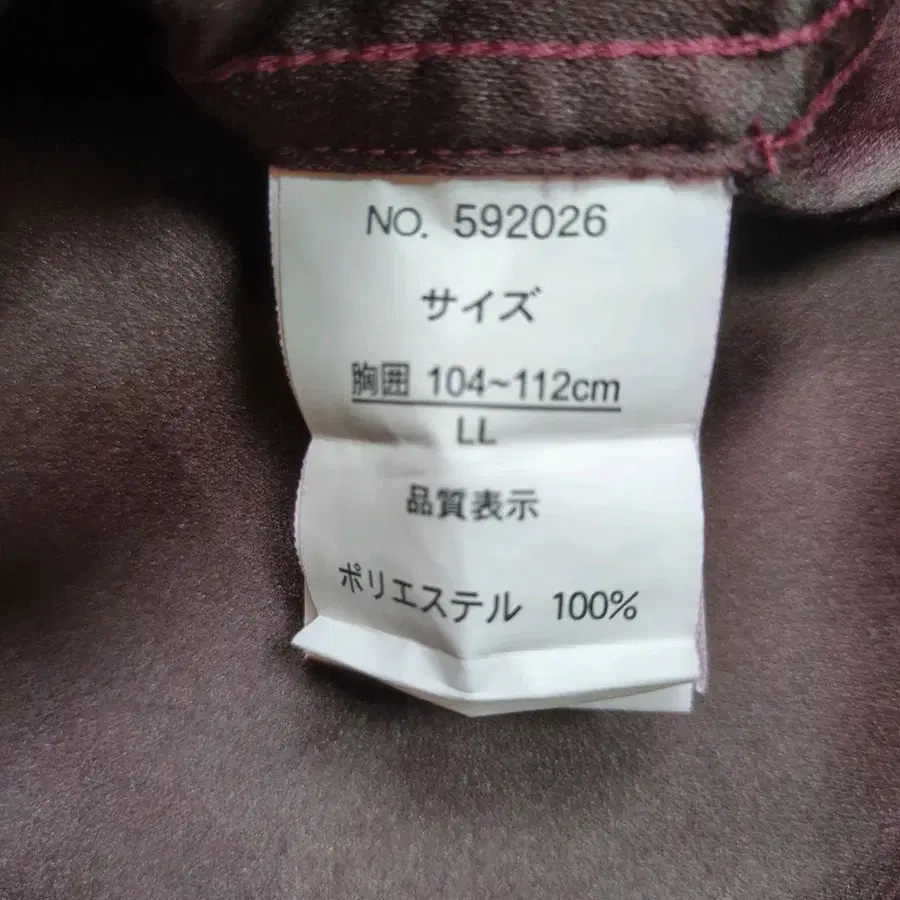 NO. 592026
サイズ
胸囲 104~112cm
LL
品質表示
ポリエステル 100%